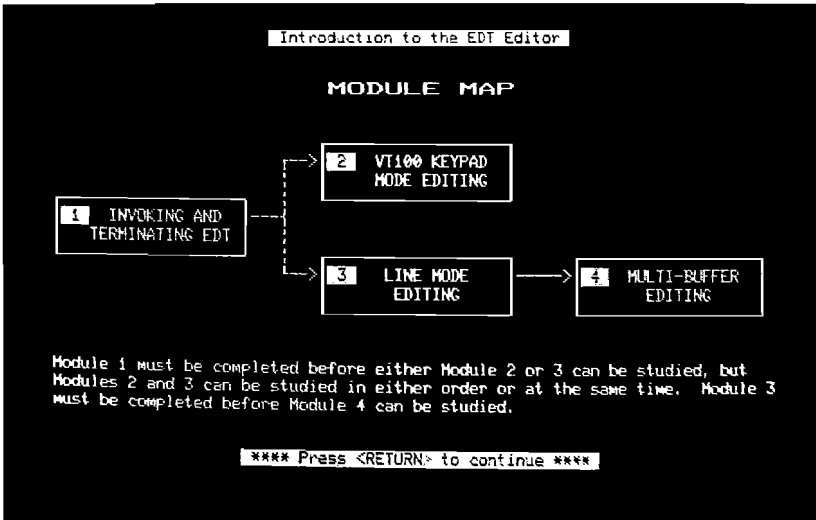 Introduction to the EDT Editor
MODULE MAP
1 INVOKING AND
TERMINATING EDT
2 VT100 KEYPAD
MODE EDITING
3 LINE MODE
EDITING
4 MULTI-BUFFER
EDITING
Module 1 must be completed before either Module 2 or 3 can be studied, but
Modules 2 and 3 can be studied in either order or at the same time. Module 3
must be completed before Module 4 can be studied.
**** Press <RETURN> to continue ****